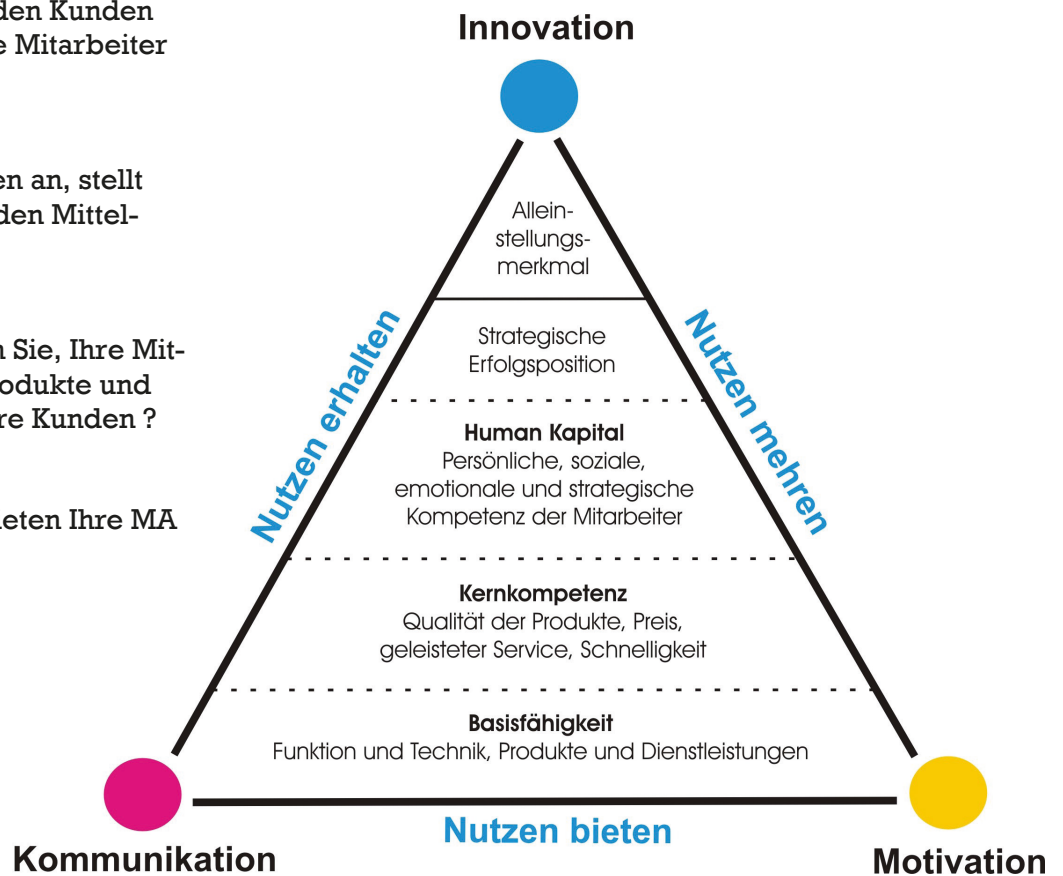 den Kunden
e Mitarbeiter
en an, stellt
den Mittel-
n Sie, Ihre Mit-
odukte und
re Kunden ?
ieten Ihre MA
Innovation
Allein-
stellungs-
merkmal
Strategische
Erfolgsposition
Nutzen erhalten
Nutzen mehren
Human Kapital
Persönliche, soziale,
emotionale und strategische
Kompetenz der Mitarbeiter
Kernkompetenz
Qualität der Produkte, Preis,
geleisteter Service, Schnelligkeit
Basisfähigkeit
Funktion und Technik, Produkte und Dienstleistungen
Nutzen bieten
Kommunikation
Motivation